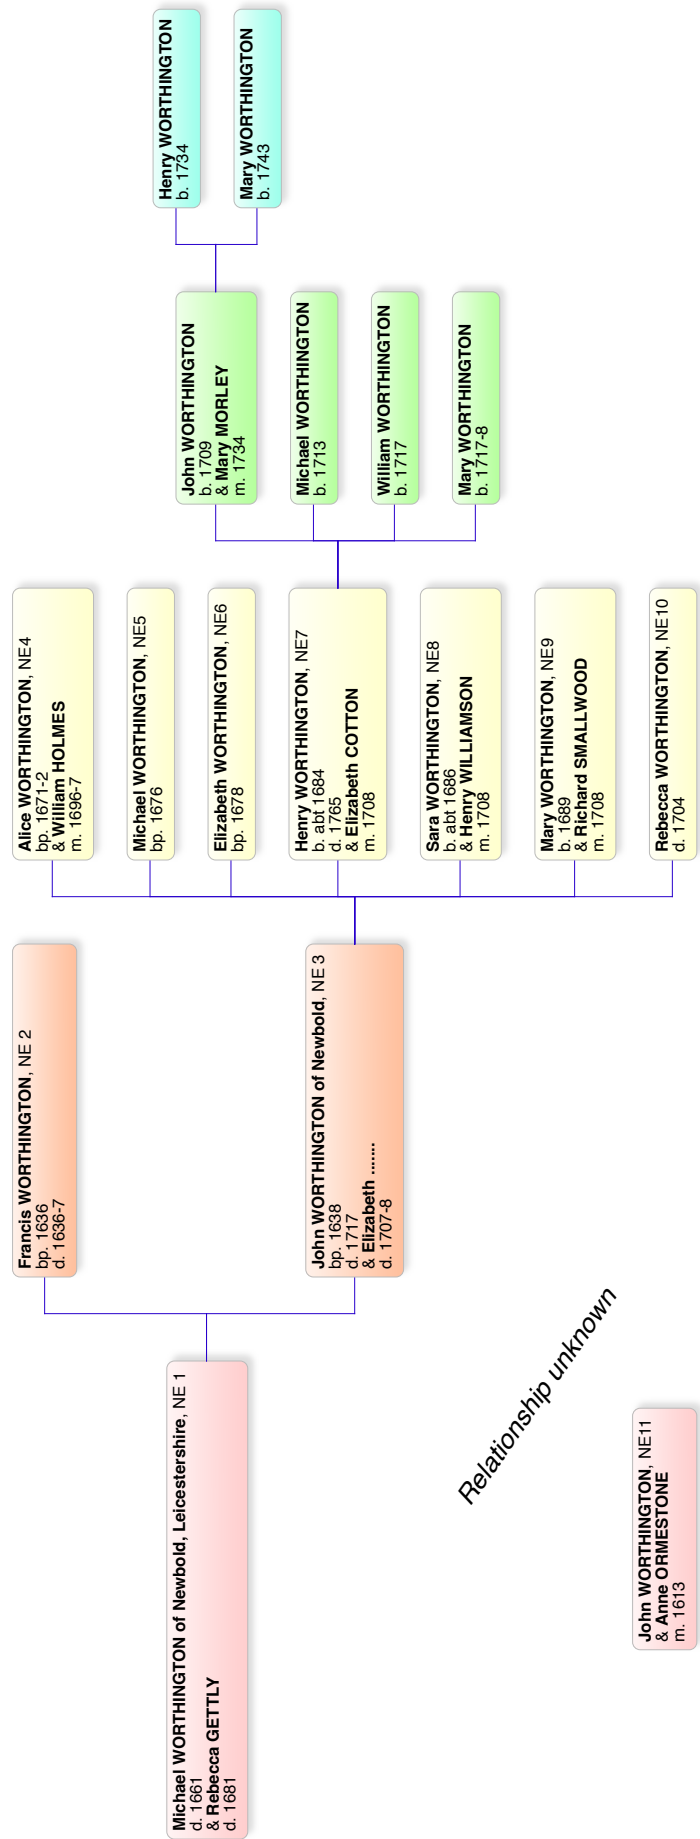 Michael WORTHINGTON of Newbold, Leicestershire, NE 1
d. 1661
& Rebecca GETTLY
d. 1681
John WORTHINGTON, NE11
& Anne ORMESTONE
m. 1613
Relationship unknown
Francis WORTHINGTON, NE 2
bp. 1636
d. 1636-7
John WORTHINGTON of Newbold, NE 3
bp. 1638
d. 1717
& Elizabeth .......
d. 1707-8
Alice WORTHINGTON, NE4
bp. 1671-2
& William HOLMES
m. 1696-7
Michael WORTHINGTON, NE5
bp. 1676
Elizabeth WORTHINGTON, NE6
bp. 1678
Henry WORTHINGTON, NE7
b. abt 1684
d. 1765
& Elizabeth COTTON
m. 1708
Sara WORTHINGTON, NE8
b. abt 1686
& Henry WILLIAMSON
m. 1708
Mary WORTHINGTON, NE9
b. 1689
& Richard SMALLWOOD
m. 1708
Rebecca WORTHINGTON, NE10
d. 1704
John WORTHINGTON
b. 1709
& Mary MORLEY
m. 1734
Michael WORTHINGTON
b. 1713
William WORTHINGTON
b. 1717
Mary WORTHINGTON
b. 1717-8
Henry WORTHINGTON
b. 1734
Mary WORTHINGTON
b. 1743